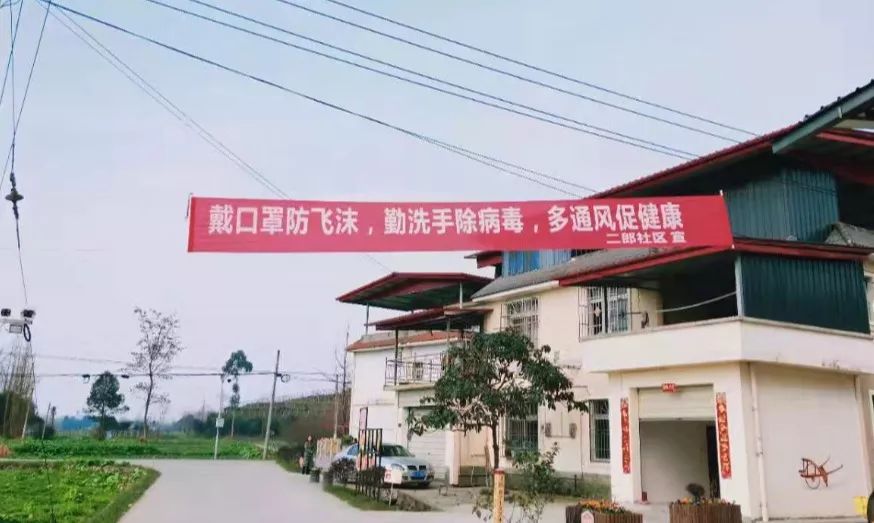 戴口罩防飞沫，勤洗手除病毒，多通风促健康
二郎社区 宣